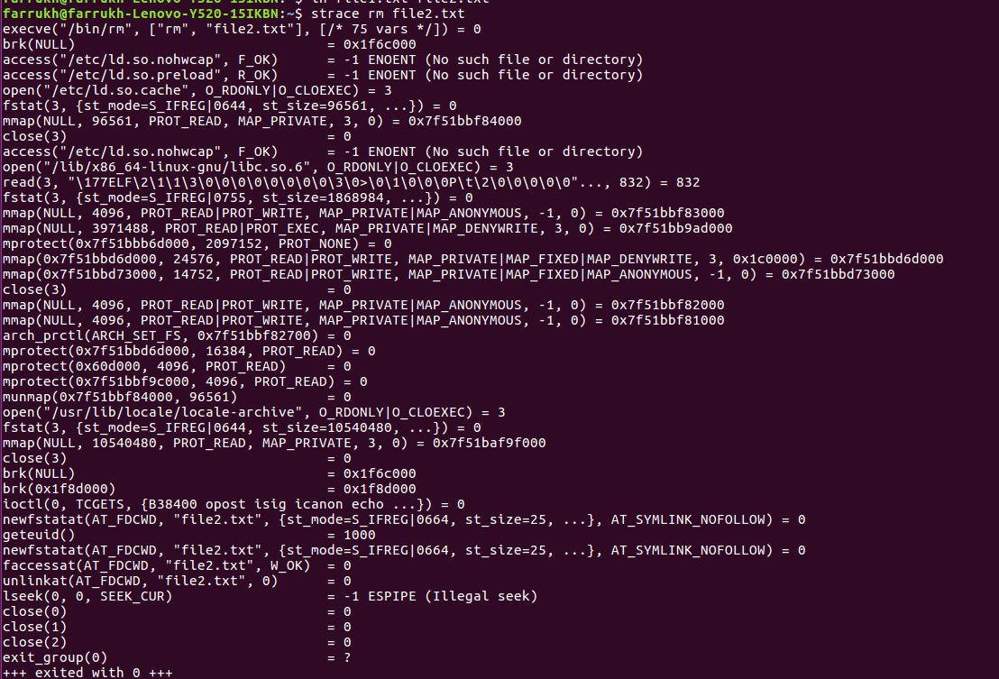 farrukh@farrukh-Lenovo-Y520-15IKBN:~$ strace rm file2.txt
execve("/bin/rm", ["rm", "file2.txt"], [/* 75 vars */]) = 0
brk(NULL)                               = 0x1f6c000
access("/etc/ld.so.nohwcap", F_OK)      = -1 ENOENT (No such file or directory)
access("/etc/ld.so.preload", R_OK)      = -1 ENOENT (No such file or directory)
open("/etc/ld.so.cache", O_RDONLY|O_CLOEXEC) = 3
fstat(3, {st_mode=S_IFREG|0644, st_size=96561, ...}) = 0
mmap(NULL, 96561, PROT_READ, MAP_PRIVATE, 3, 0) = 0x7f51bbf84000
close(3)                                = 0
access("/etc/ld.so.nohwcap", F_OK)      = -1 ENOENT (No such file or directory)
open("/lib/x86_64-linux-gnu/libc.so.6", O_RDONLY|O_CLOEXEC) = 3
read(3, "\177ELF\2\1\1\3\0\0\0\0\0\0\0\0\3\0>\0\1\0\0\0P\t\2\0\0\0\0\0"..., 832) = 832
fstat(3, {st_mode=S_IFREG|0755, st_size=1868984, ...}) = 0
mmap(NULL, 4096, PROT_READ|PROT_WRITE, MAP_PRIVATE|MAP_ANONYMOUS, -1, 0) = 0x7f51bbf83000
mmap(NULL, 3971488, PROT_READ|PROT_EXEC, MAP_PRIVATE|MAP_DENYWRITE, 3, 0) = 0x7f51bb9ad000
mprotect(0x7f51bbb6d000, 2097152, PROT_NONE) = 0
mmap(0x7f51bbd6d000, 24576, PROT_READ|PROT_WRITE, MAP_PRIVATE|MAP_FIXED|MAP_DENYWRITE, 3, 0x1c0000) = 0x7f51bbd6d000
mmap(0x7f51bbd73000, 14752, PROT_READ|PROT_WRITE, MAP_PRIVATE|MAP_FIXED|MAP_ANONYMOUS, -1, 0) = 0x7f51bbd73000
close(3)                                = 0
mmap(NULL, 4096, PROT_READ|PROT_WRITE, MAP_PRIVATE|MAP_ANONYMOUS, -1, 0) = 0x7f51bbf82000
mmap(NULL, 4096, PROT_READ|PROT_WRITE, MAP_PRIVATE|MAP_ANONYMOUS, -1, 0) = 0x7f51bbf81000
arch_prctl(ARCH_SET_FS, 0x7f51bbf82700) = 0
mprotect(0x7f51bbd6d000, 16384, PROT_READ) = 0
mprotect(0x60d000, 4096, PROT_READ)     = 0
mprotect(0x7f51bbf9c000, 4096, PROT_READ) = 0
munmap(0x7f51bbf84000, 96561)           = 0
open("/usr/lib/locale/locale-archive", O_RDONLY|O_CLOEXEC) = 3
fstat(3, {st_mode=S_IFREG|0644, st_size=10540480, ...}) = 0
mmap(NULL, 10540480, PROT_READ, MAP_PRIVATE, 3, 0) = 0x7f51baf9f000
close(3)                                = 0
brk(NULL)                               = 0x1f6c000
brk(0x1f8d000)                          = 0x1f8d000
ioctl(0, TCGETS, {B38400 opost isig icanon echo ...}) = 0
newfstatat(AT_FDCWD, "file2.txt", {st_mode=S_IFREG|0664, st_size=25, ...}, AT_SYMLINK_NOFOLLOW) = 0
geteuid()                               = 1000
newfstatat(AT_FDCWD, "file2.txt", {st_mode=S_IFREG|0664, st_size=25, ...}, AT_SYMLINK_NOFOLLOW) = 0
faccessat(AT_FDCWD, "file2.txt", W_OK)  = 0
unlinkat(AT_FDCWD, "file2.txt", 0)      = 0
lseek(0, 0, SEEK_CUR)                   = -1 ESPIPE (Illegal seek)
close(0)                                = 0
close(1)                                = 0
close(2)                                = 0
exit_group(0)                           = ?
+++ exited with 0 +++